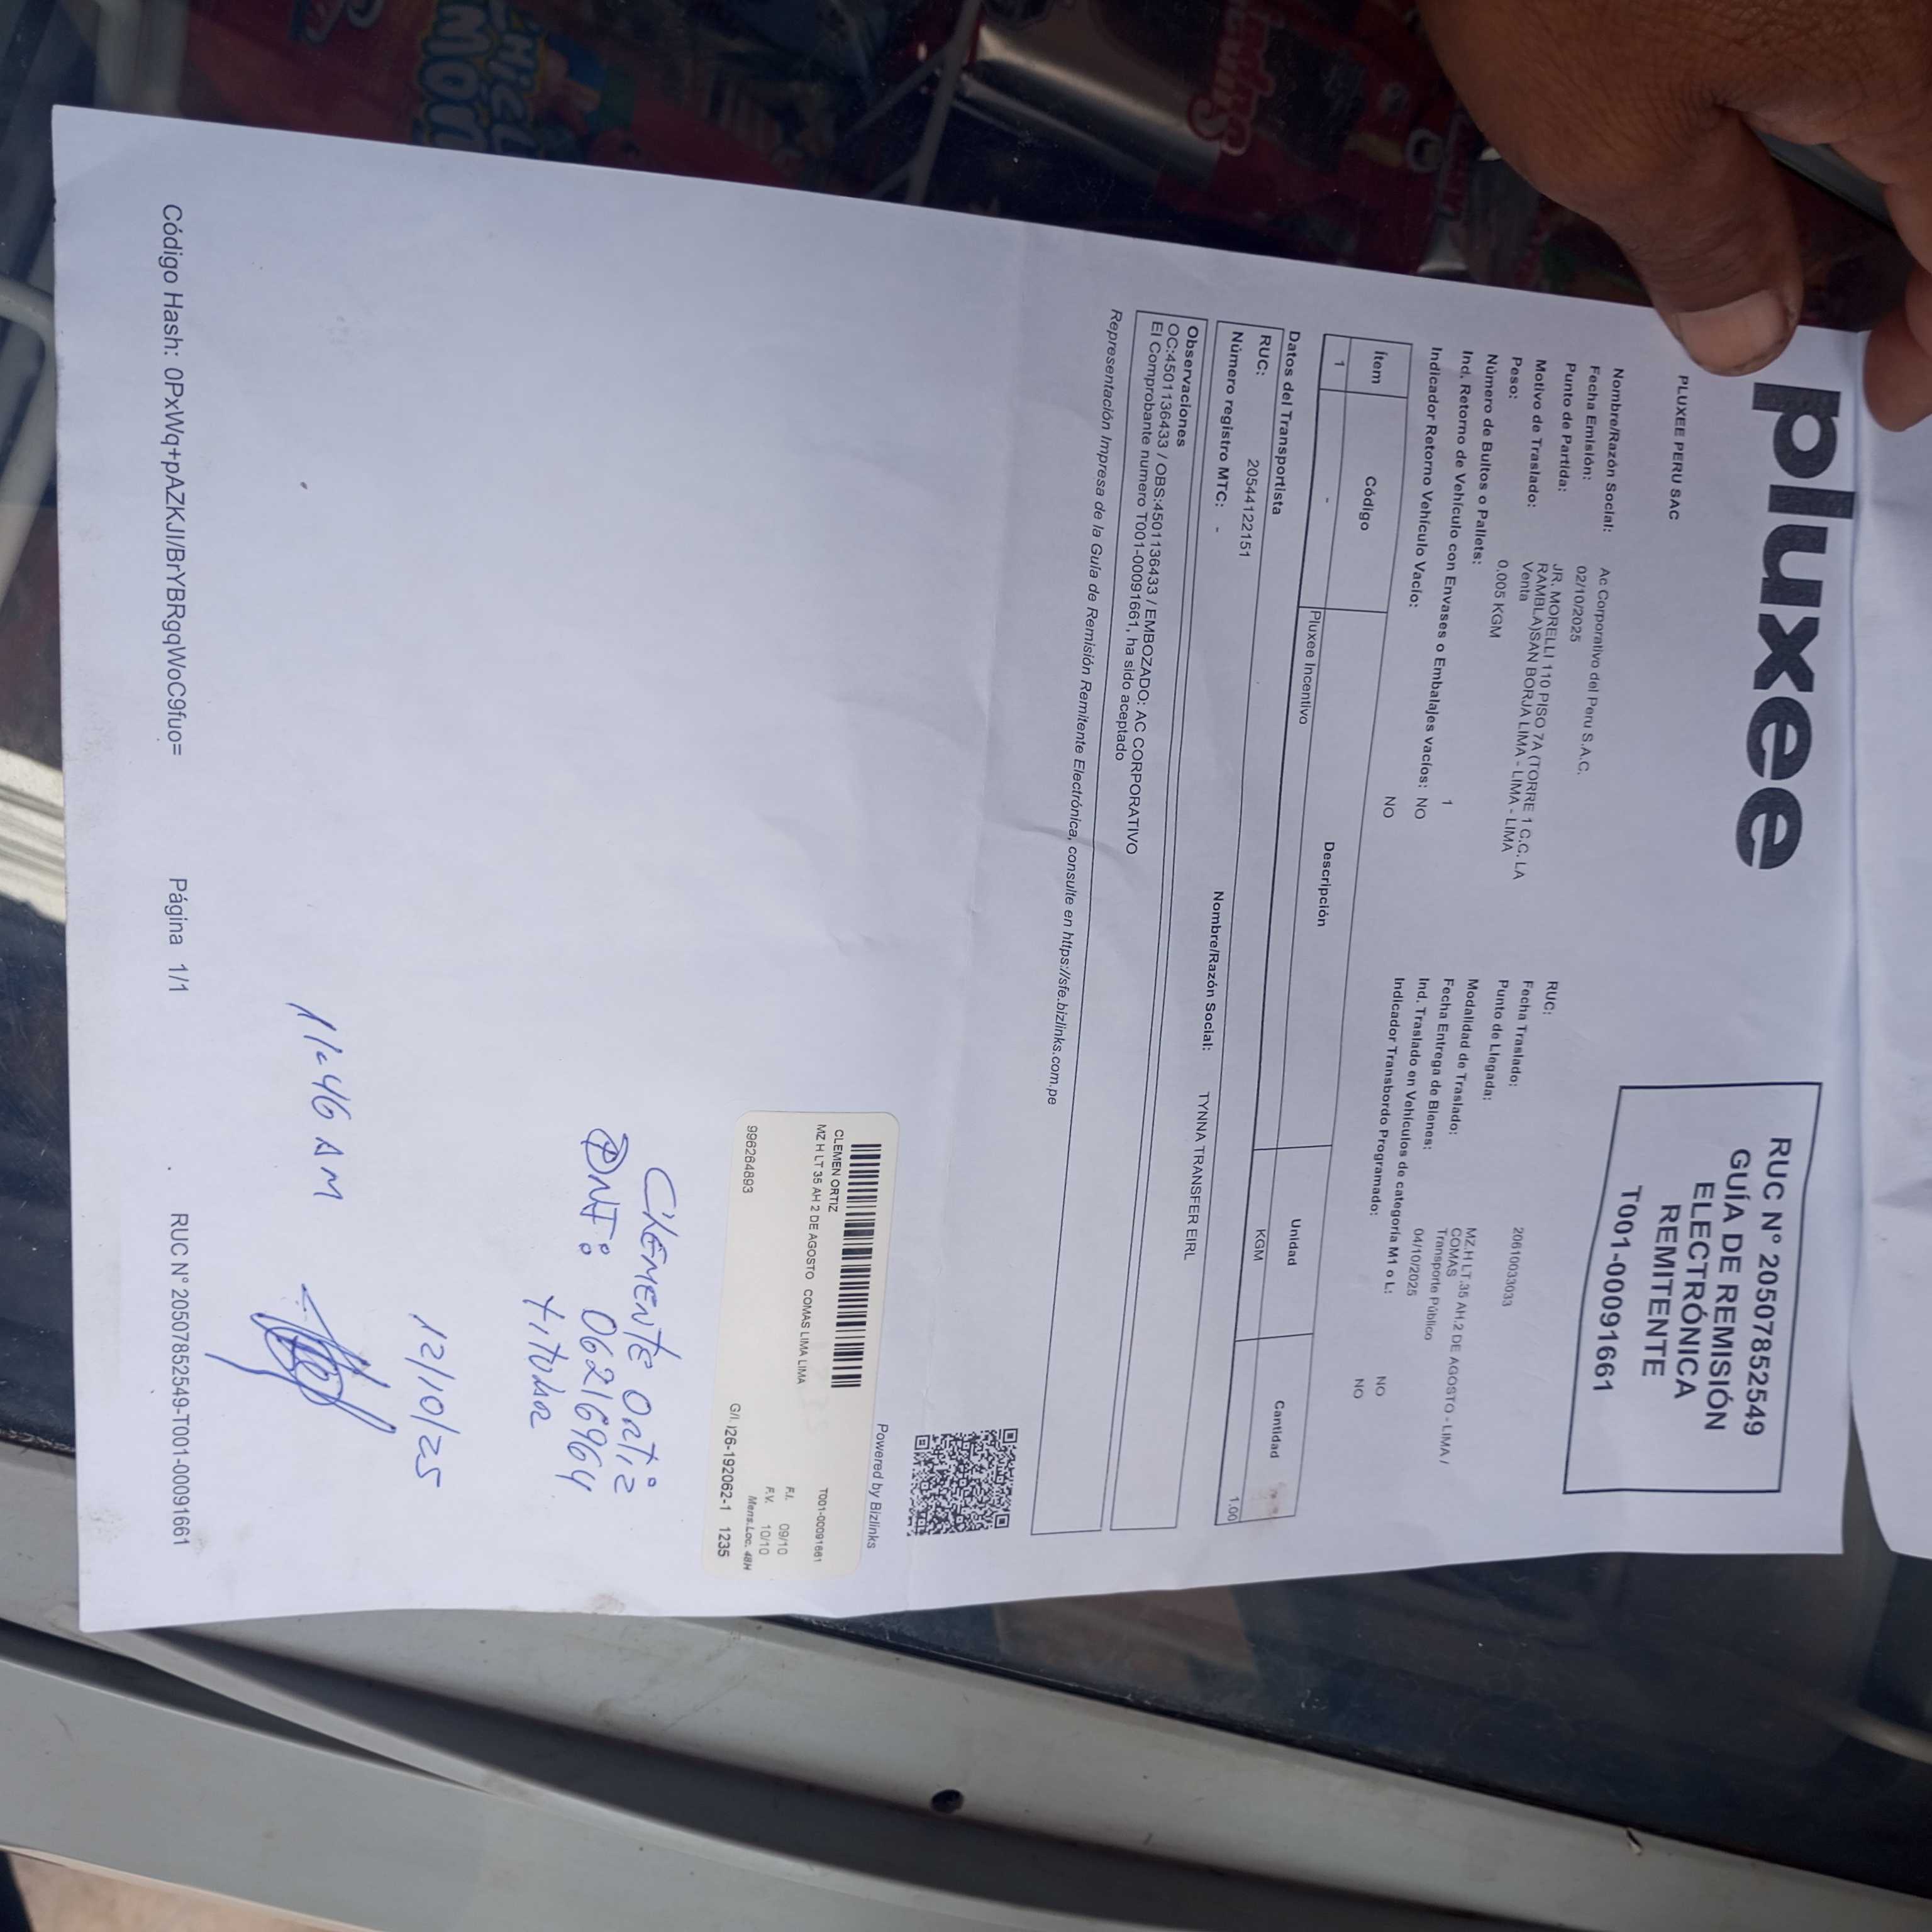 pluxee
PLUXEE PERU SAC
RUC N° 20507852549
GUÍA DE REMISIÓN
ELECTRÓNICA
REMITENTE
T001-00091661
Nombre/Razón Social: Ac Corporativo del Peru S.A.C.
Fecha Emisión: 02/10/2025
Punto de Partida: JR. MORELLI 110 PISO 7A (TORRE 1 C.C. LA
RAMBLA)SAN BORJA LIMA - LIMA - LIMA
Motivo de Traslado: Venta
Peso: 0.005 KGM
Número de Bultos o Pallets: 1
Ind. Retorno de Vehículo con Envases o Embalajes vacíos: NO
Indicador Retorno Vehículo Vacío: NO
RUC: 20610033033
Fecha Traslado:
Punto de Llegada: MZ.H LT.35 AH.2 DE AGOSTO - LIMA /
COMAS
Modalidad de Traslado: Transporte Público
Fecha Entrega de Bienes: 04/10/2025
Ind. Traslado en Vehículos de categoría M1 o L: NO
Indicador Transbordo Programado: NO
Ítem Código Descripción Unidad Cantidad
1 - Pluxee Incentivo KGM 1.00
Datos del Transportista
RUC: 20544122151 Nombre/Razón Social: TYNNA TRANSFER EIRL
Número registro MTC: -
Observaciones
OC:4501136433 / OBS:4501136433 / EMBOZADO: AC CORPORATIVO
El Comprobante numero T001-00091661, ha sido aceptado
Representación Impresa de la Guía de Remisión Remitente Electrónica, consulte en https://sfe.bizlinks.com.pe
Powered by Bizlinks
CLEMEN ORTIZ
MZ H LT 35 AH 2 DE AGOSTO COMAS LIMA LIMA
T001-00091661
F.I. 09/10
F.V. 10/10
Mens.Loc. 48H
996264893
G/I. j26-192062-1 1235
Clemente Ortiz
DNI: 06216964
titular
12/10/25
11-46 AM
Código Hash: 0PxWq+pAZKJI/BrYBRgqWoC9fuo=
Página 1/1
RUC N° 20507852549-T001-00091661